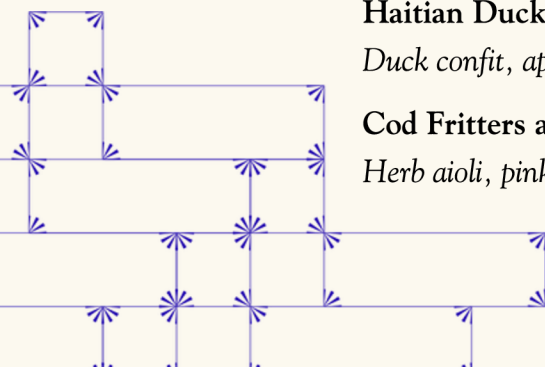 Haitian Duck
Duck confit,
Cod Fritters
Herb aioli,